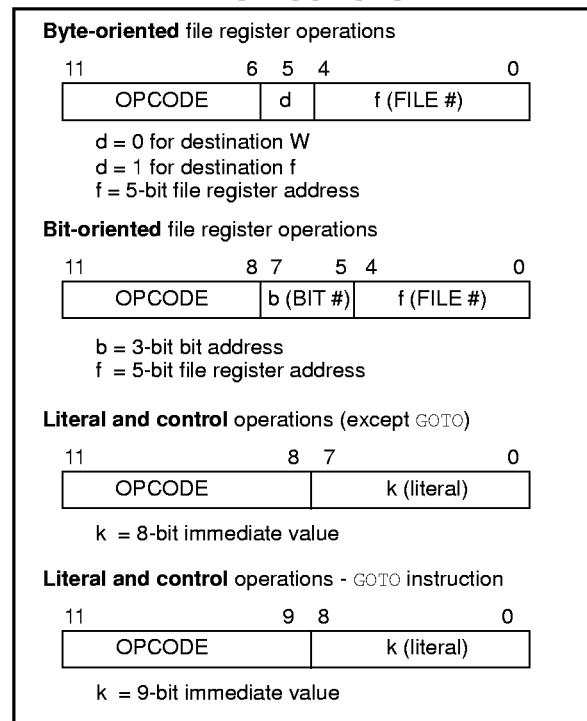 Byte-oriented file register operations
11 6 5 4 0
OPCODE d f (FILE #)
d = 0 for destination W
d = 1 for destination f
f = 5-bit file register address
Bit-oriented file register operations
11 8 7 5 4 0
OPCODE b (BIT #) f (FILE #)
b = 3-bit bit address
f = 5-bit file register address
Literal and control operations (except GOTO)
11 8 7 0
OPCODE k (literal)
k = 8-bit immediate value
Literal and control operations - GOTO instruction
11 9 8 0
OPCODE k (literal)
k = 9-bit immediate value